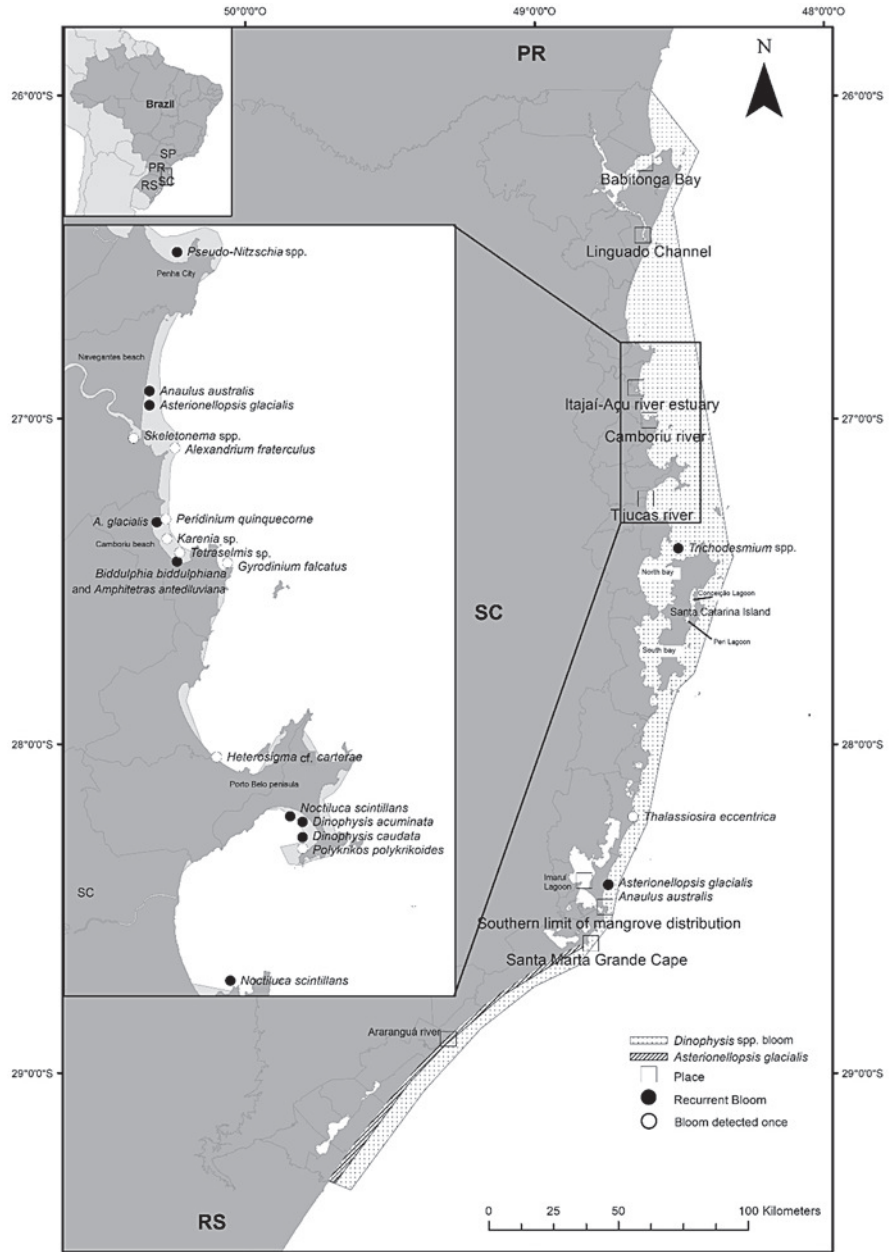 50°0'0"W
49°0'0"W
48°0'0"W
PR
N
26°0'0"S
Brazil
SP
PR
SC
RS
Babitonga Bay
Linguado Channel
Pseudo-Nitzschia spp.
Penha City
Navegantes beach
Anaulus australis
Asterionellopsis glacialis
Skeletonema spp.
Alexandrium fraterculus
Peridinium quinquecorne
A. glacialis
Karenia sp.
Camboriu beach
Tetraselmis sp.
Gyrodinium falcatus
Biddulphia biddulphiana
and Amphitetras antediluviana
Heterosigma cf. carterae
Porto Belo penisula
Noctiluca scintillans
Dinophysis acuminata
Dinophysis caudata
Polykrikos polykrikoides
SC
Noctiluca scintillans
27°0'0"S
Itajaí-Açu river estuary
Camboriu river
Tijucas river
Trichodesmium spp.
North bay
Conceição Lagoon
Santa Catarina Island
Peri Lagoon
South bay
SC
28°0'0"S
Thalassiosira eccentrica
Imaruí
Lagoon
Asterionellopsis glacialis
Anaulus australis
Southern limit of mangrove distribution
Santa Marta Grande Cape
Araranguá river
29°0'0"S
Dinophysis spp. bloom
Asterionellopsis glacialis
Place
Recurrent Bloom
Bloom detected once
RS
0 25 50 100 Kilometers